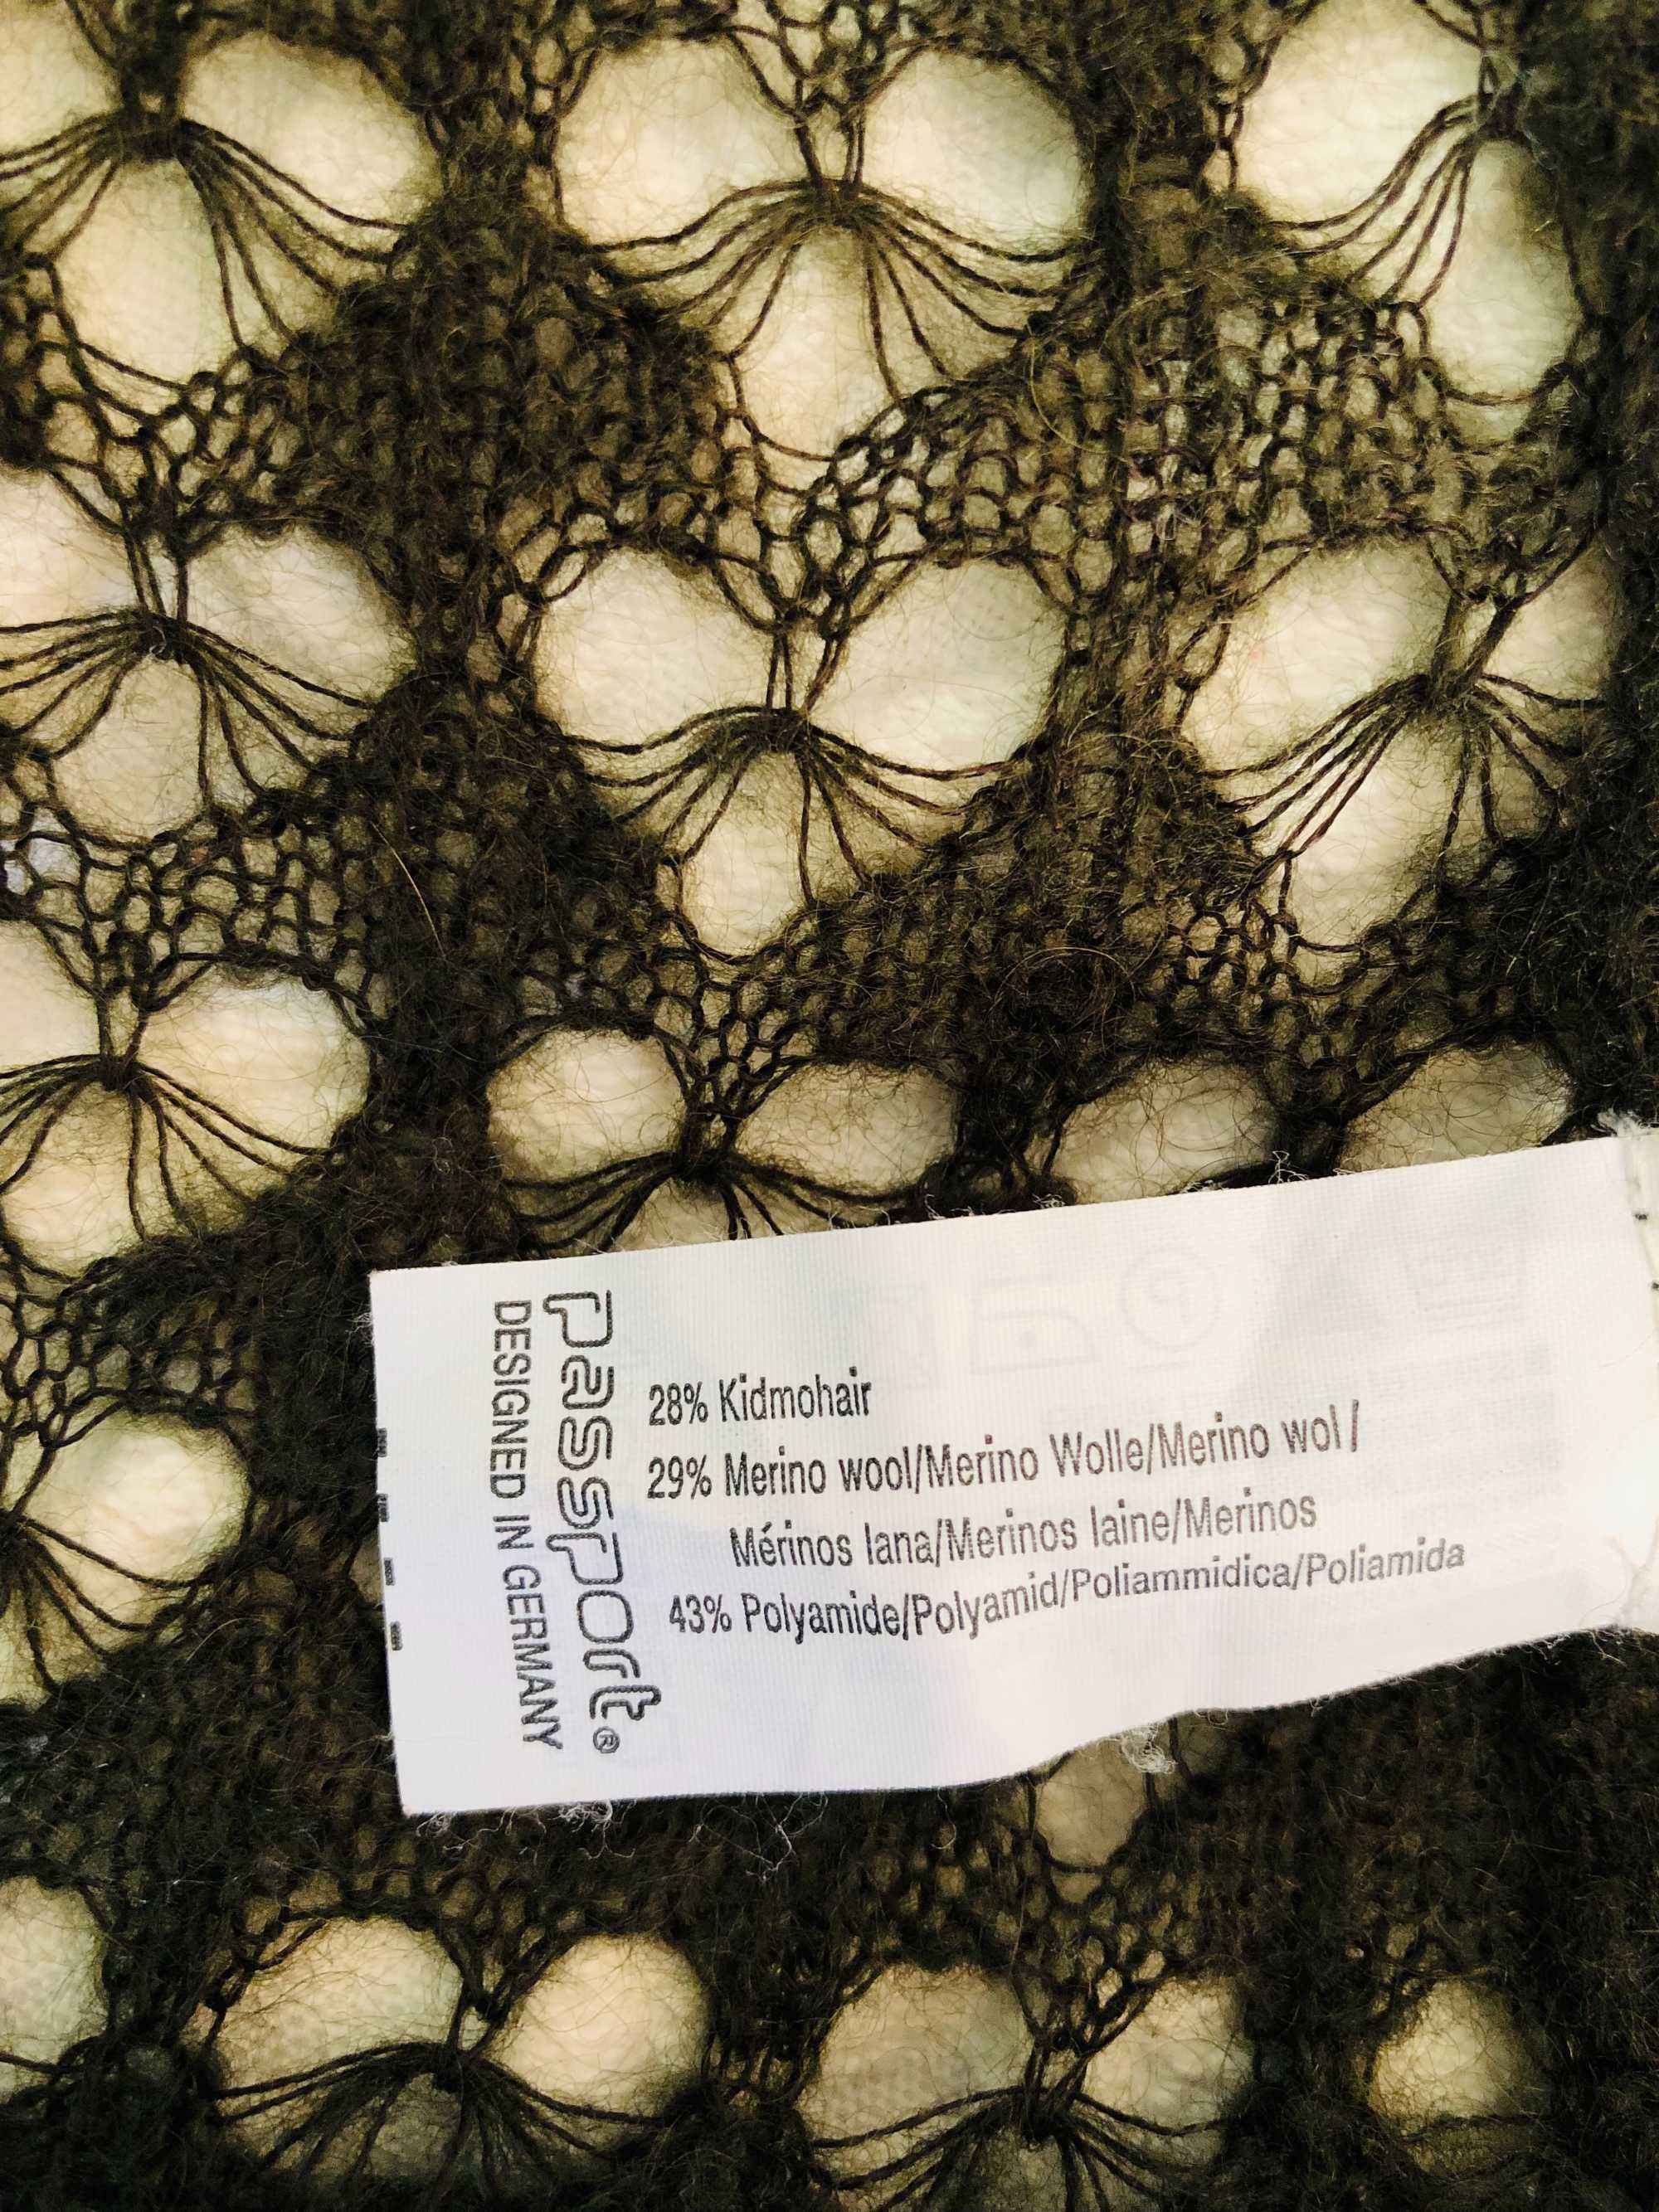 passport®
DESIGNED IN GERMANY
28% Kidmohair
29% Merino wool/Merino Wolle/Merino wol /
Mérinos lana/Merinos laine/Merinos
43% Polyamide/Polyamid/Poliammidica/Poliamida